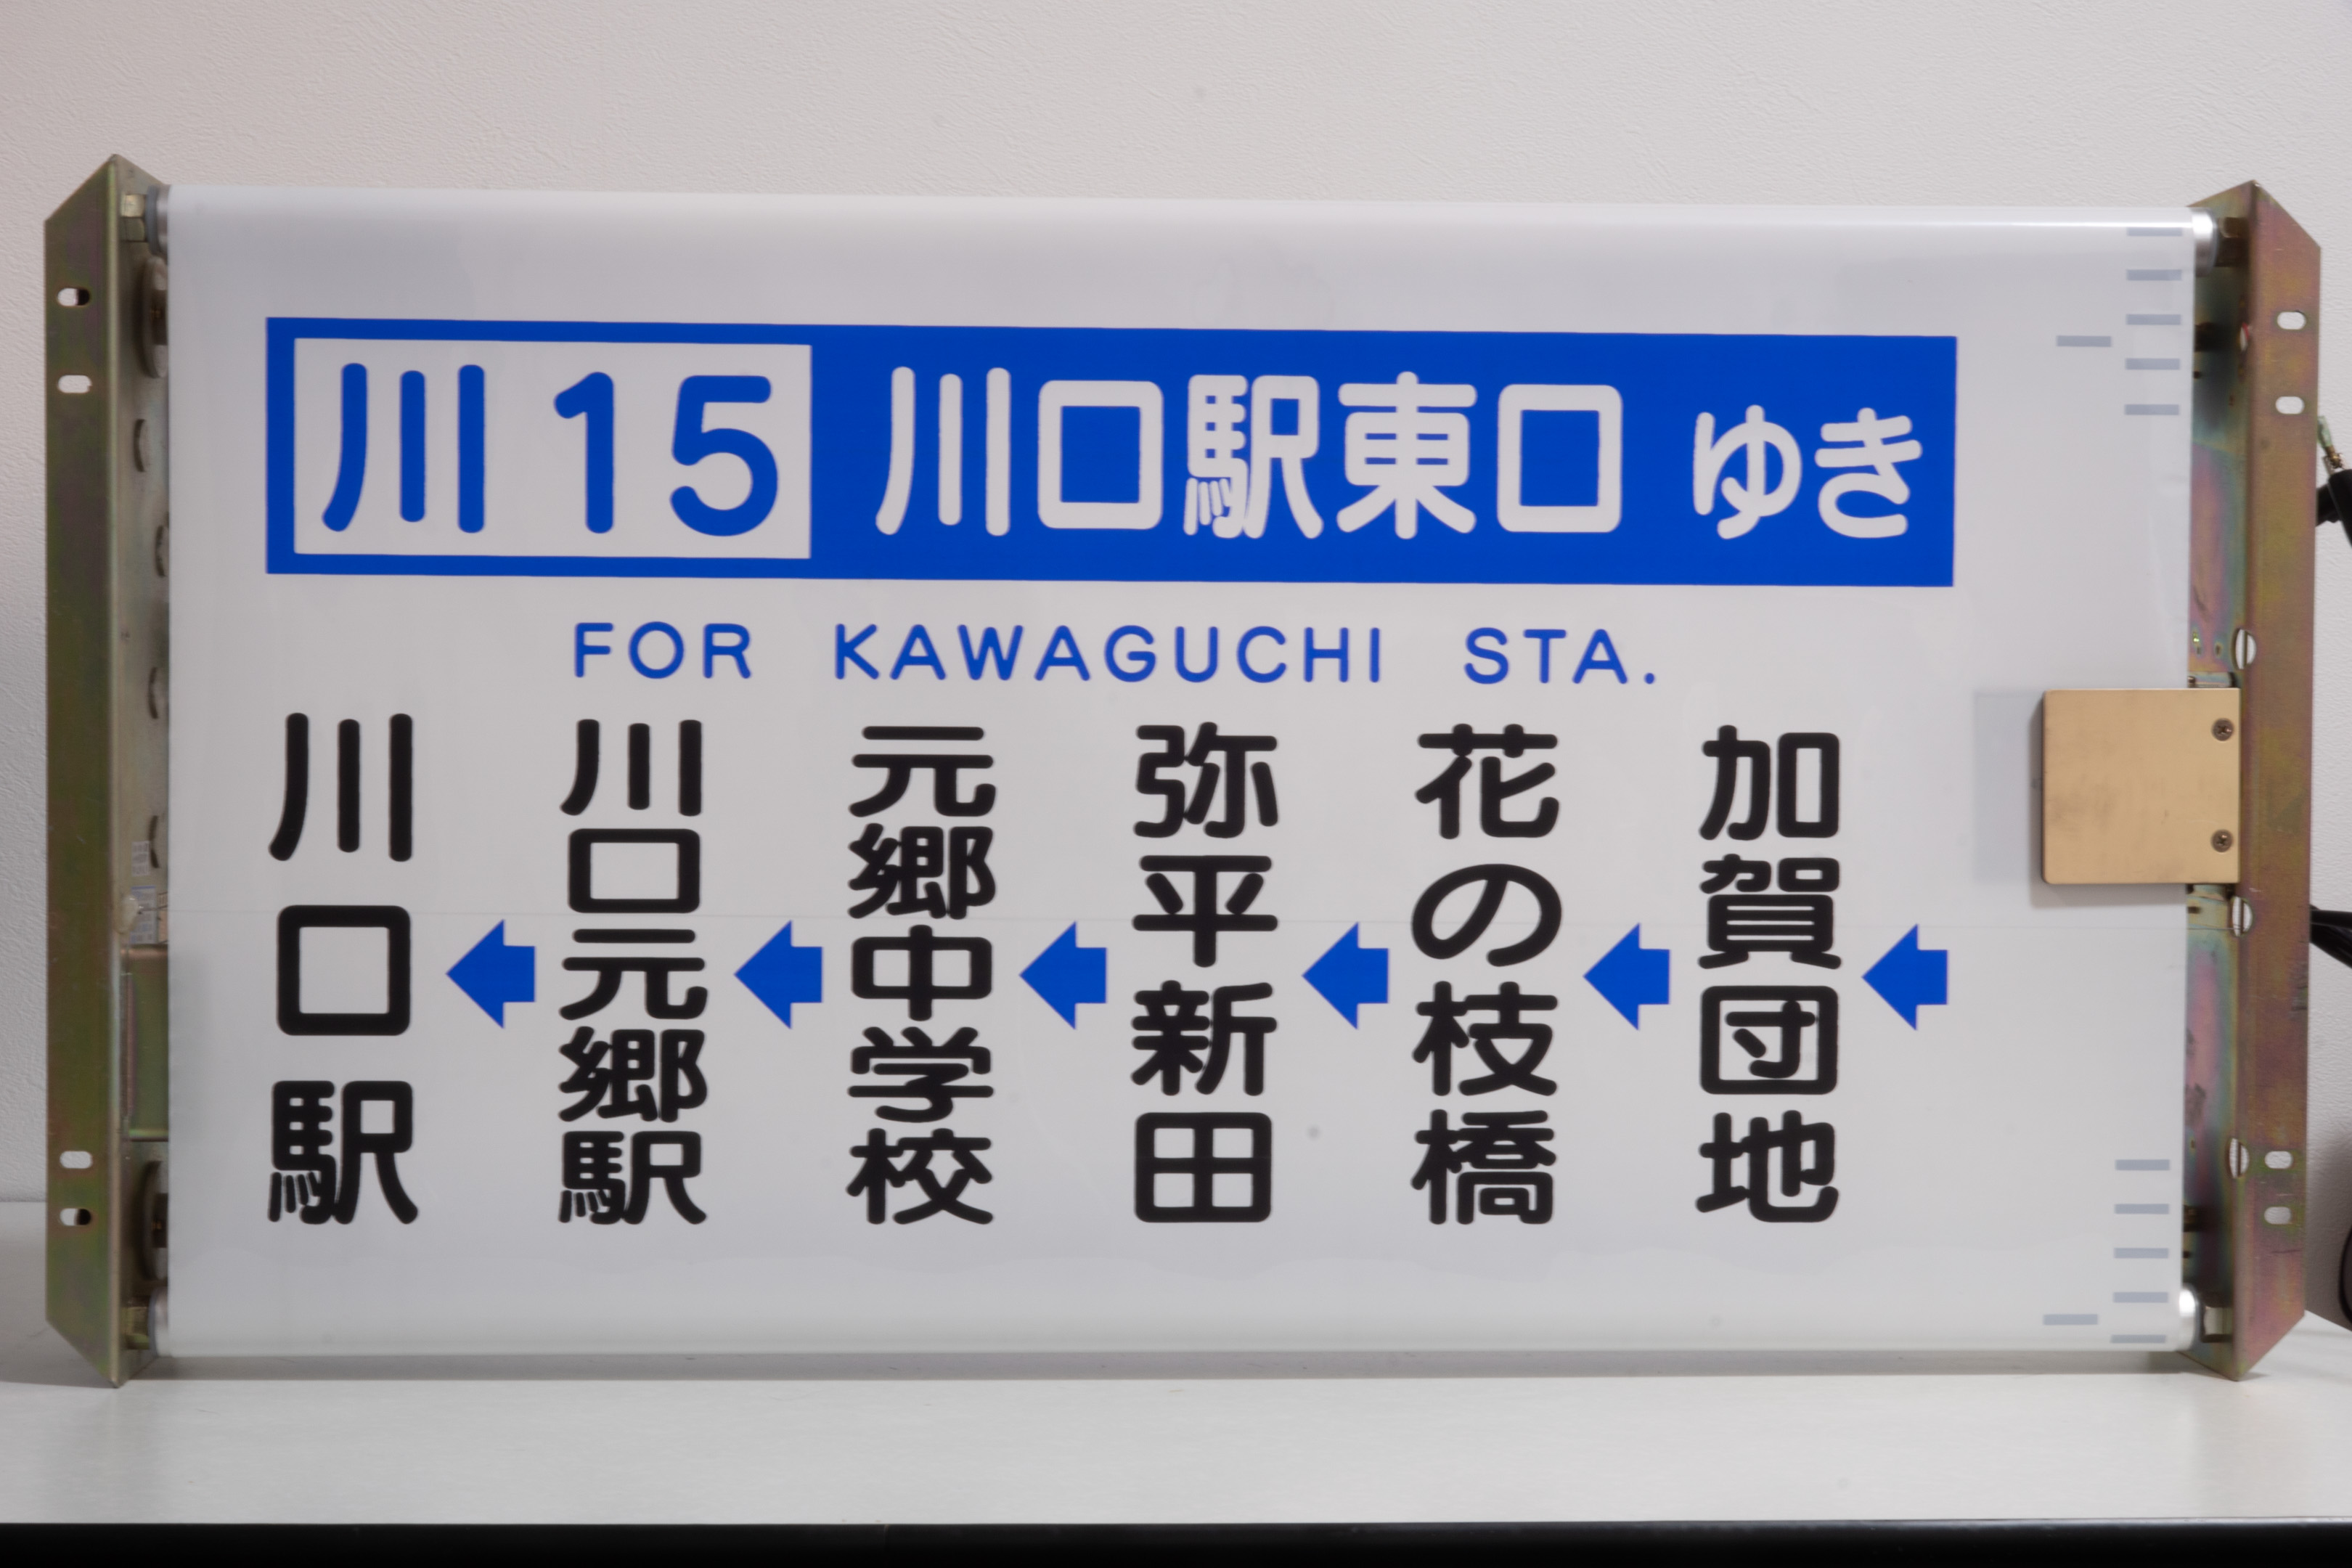 川15 川口駅東口 ゆき
FOR KAWAGUCHI STA.
加賀団地
花の枝橋
弥平新田
元郷中学校
川口元郷駅
川口駅